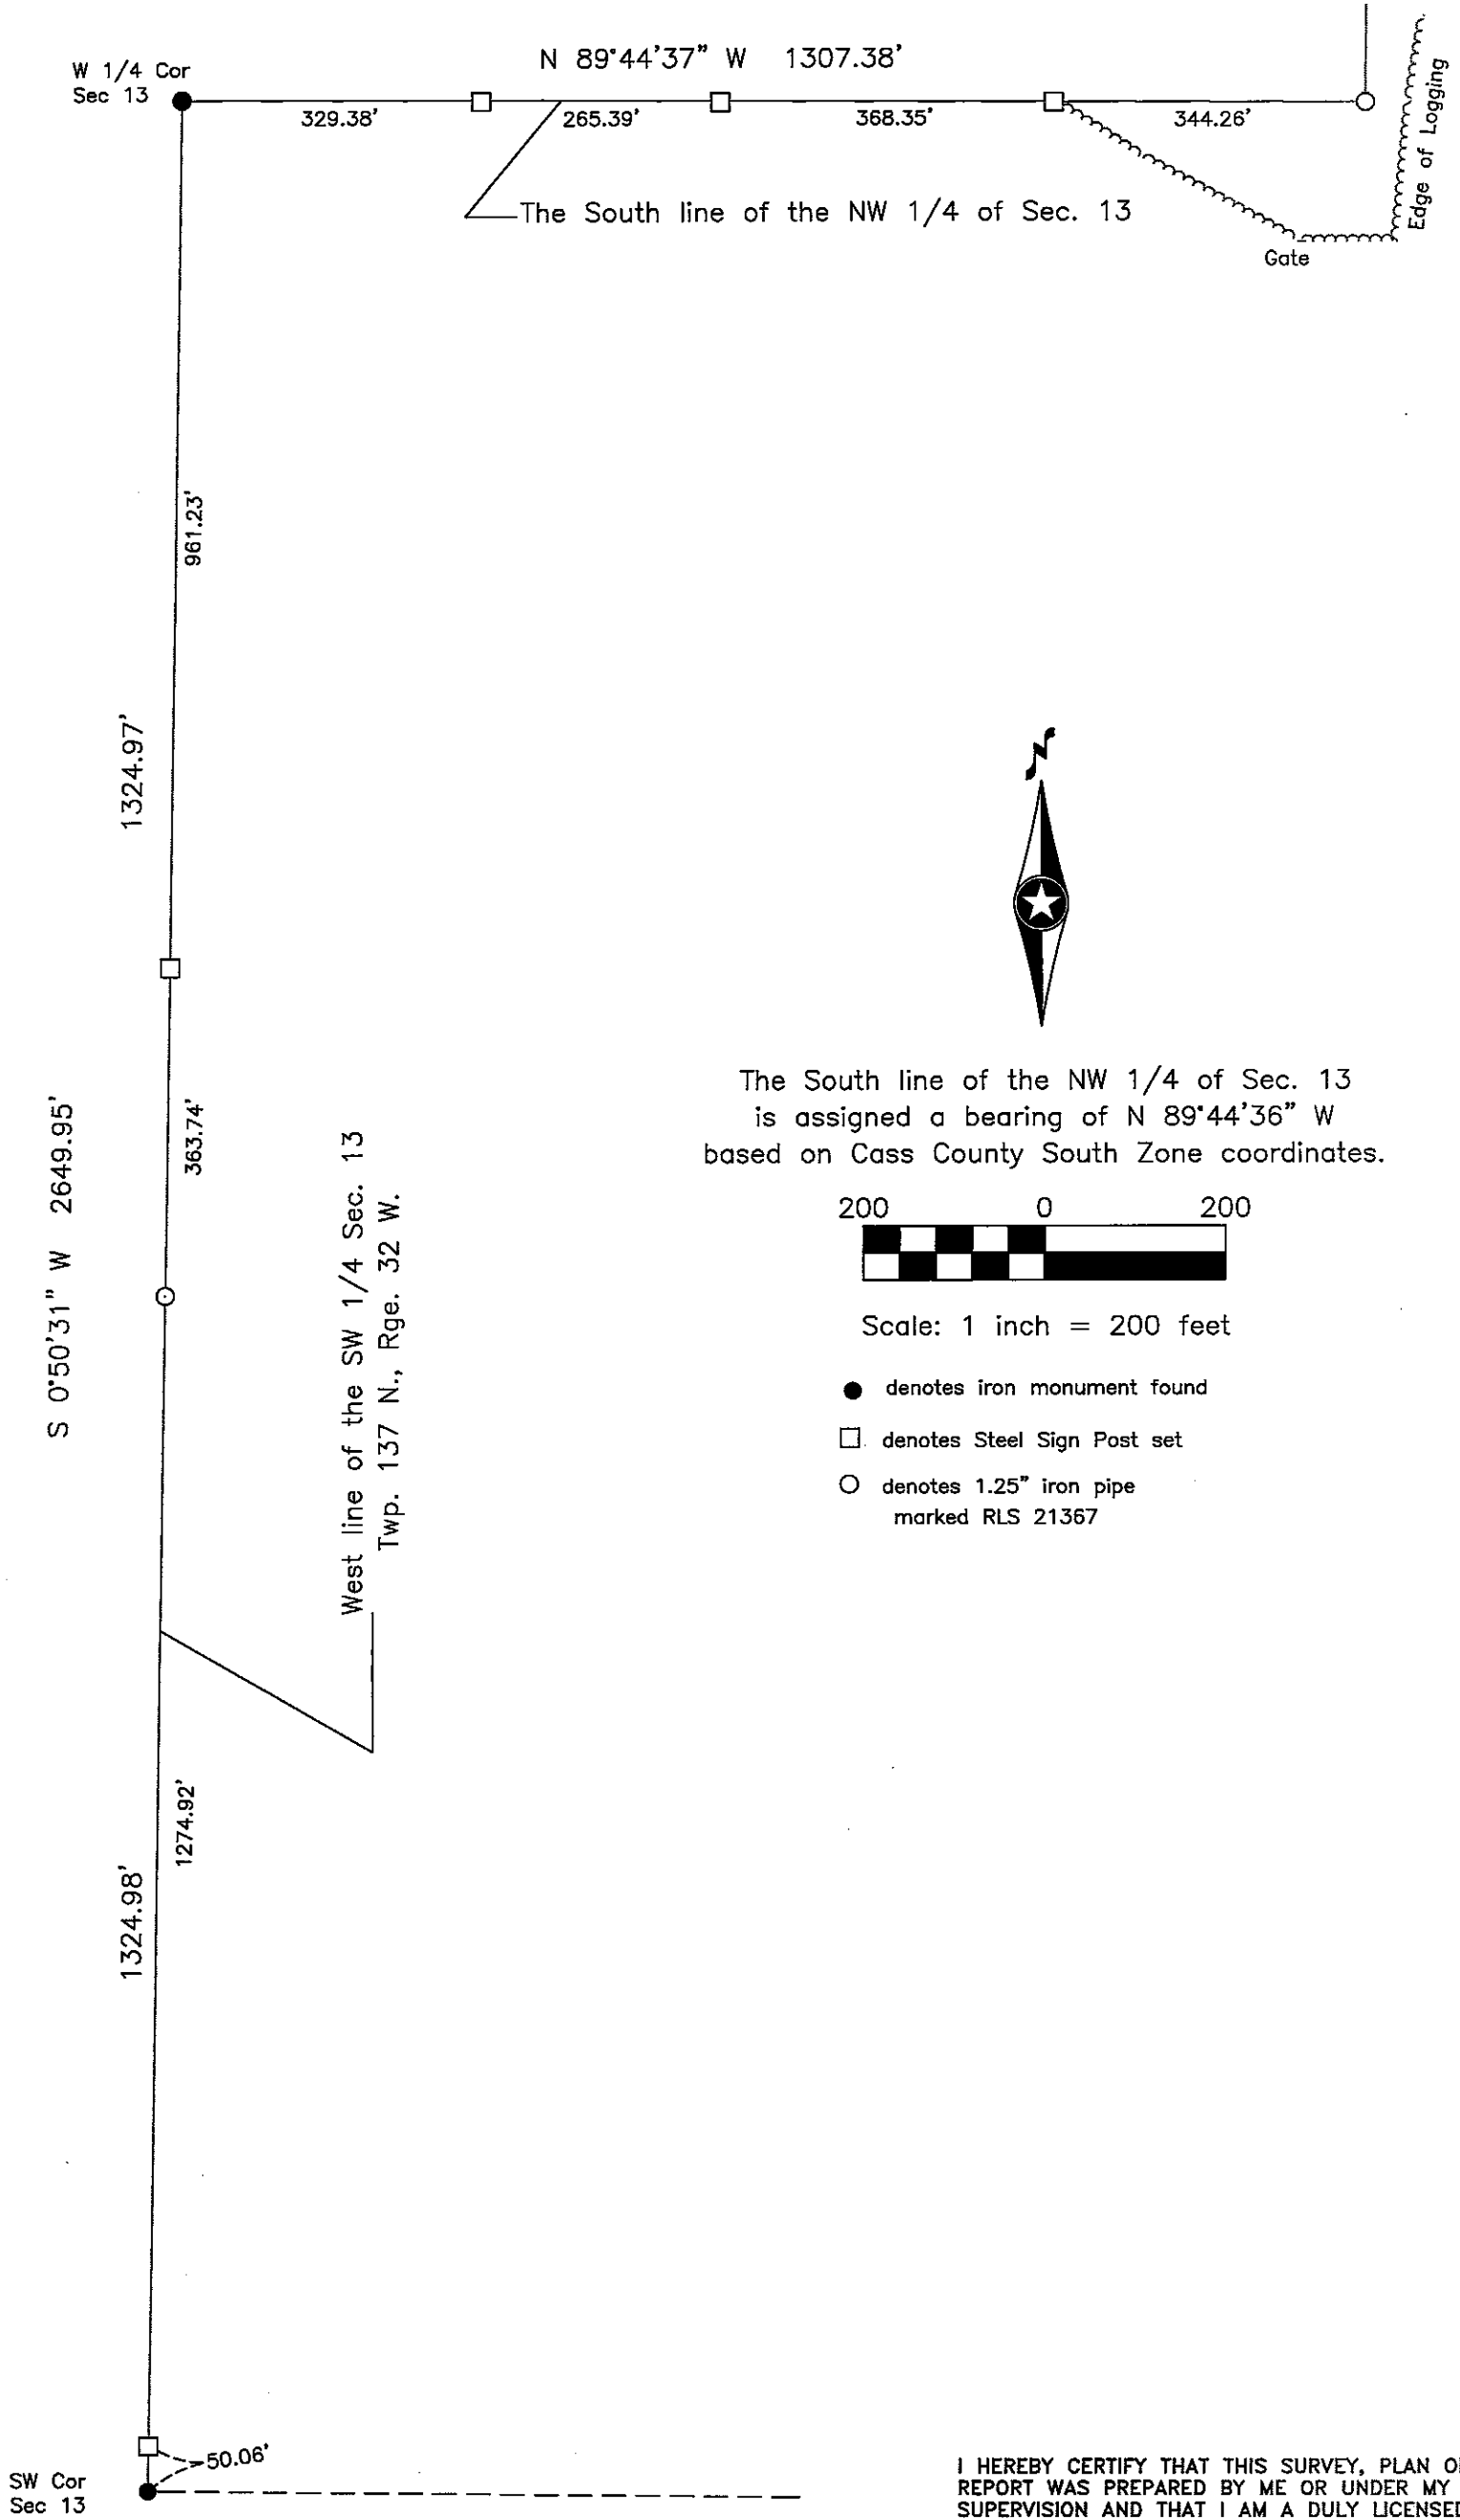 N 89°44'37" W 1307.38'
W 1/4 Cor
Sec 13
329.38'
265.39'
368.35'
344.26'
Edge of Logging
The South line of the NW 1/4 of Sec. 13
Gate
961.23'
1324.97'
N
363.74'
S 0°50'31" W 2649.95'
West line of the SW 1/4 Sec. 13
Twp. 137 N., Rge. 32 W.
The South line of the NW 1/4 of Sec. 13
is assigned a bearing of N 89°44'36" W
based on Cass County South Zone coordinates.
200 0 200
Scale: 1 inch = 200 feet
denotes iron monument found
denotes Steel Sign Post set
denotes 1.25" iron pipe
marked RLS 21367
1274.92'
1324.98'
50.06'
SW Cor
Sec 13
I HEREBY CERTIFY THAT THIS SURVEY, PLAN
REPORT WAS PREPARED BY ME OR UNDER MY
SUPERVISION AND THAT I AM A DULY LICENSED